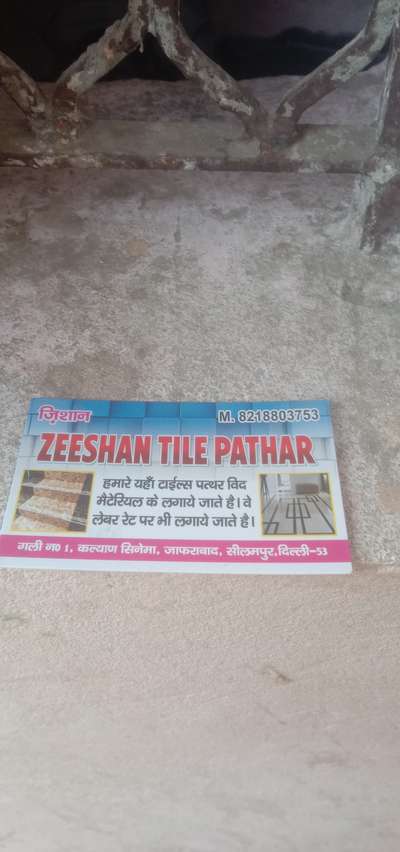 ज़िशान
M. 8218803753
ZEESHAN TILE PATHAR
हमारे यहाँ टाईल्स पत्थर विद
मैटेरियल के लगाये जाते है। वे
लेबर रेट पर भी लगाये जाते है।
गली न0 1, कल्याण सिनेमा, जाफराबाद, सीलमपुर,दिल्ली-53